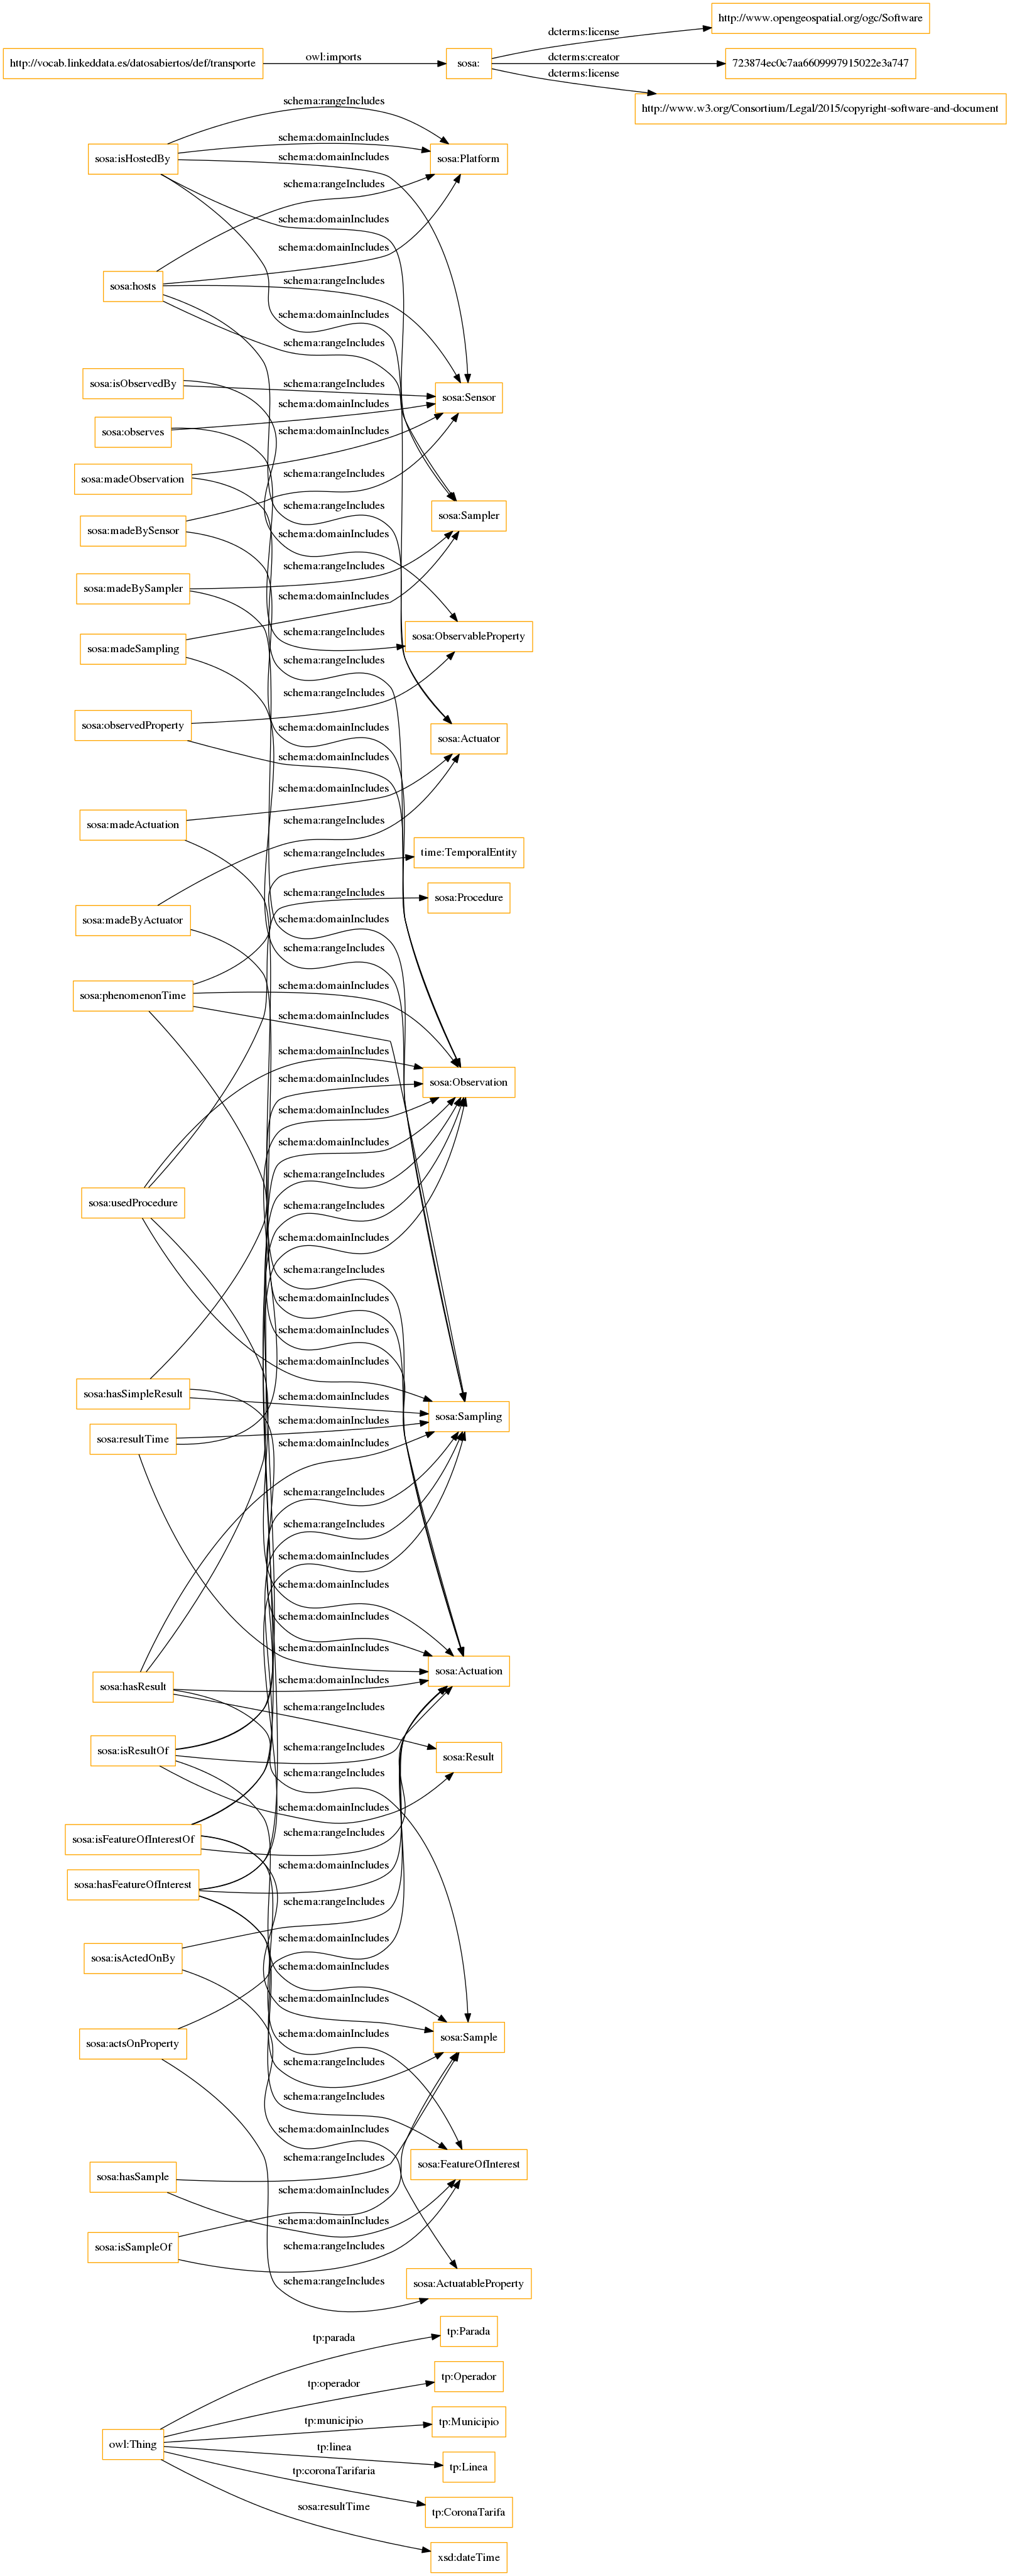 http://www.opengeospatial.org/ogc/Software
dcterms:license
http://vocab.linkeddata.es/datosabiertos/def/transporte
owl:imports
sosa:
dcterms:creator
723874ec0c7aa6609997915022e3a747
dcterms:license
http://www.w3.org/Consortium/Legal/2015/copyright-software-and-document
schema:rangeIncludes
schema:domainIncludes
sosa:isHostedBy
schema:domainIncludes
sosa:Platform
schema:rangeIncludes
schema:domainIncludes
schema:domainIncludes
sosa:hosts
schema:rangeIncludes
schema:domainIncludes
schema:rangeIncludes
sosa:isObservedBy
schema:rangeIncludes
sosa:Sensor
schema:domainIncludes
sosa:observes
schema:domainIncludes
sosa:madeObservation
schema:rangeIncludes
schema:rangeIncludes
sosa:Sampler
sosa:madeBySensor
schema:domainIncludes
schema:rangeIncludes
sosa:madeBySampler
schema:domainIncludes
schema:rangeIncludes
sosa:ObservableProperty
sosa:madeSampling
schema:rangeIncludes
schema:rangeIncludes
sosa:observedProperty
schema:domainIncludes
sosa:Actuator
schema:domainIncludes
schema:domainIncludes
sosa:madeActuation
schema:rangeIncludes
schema:rangeIncludes
time:TemporalEntity
schema:rangeIncludes
sosa:Procedure
sosa:madeByActuator
schema:domainIncludes
schema:rangeIncludes
schema:domainIncludes
sosa:phenomenonTime
schema:domainIncludes
schema:domainIncludes
schema:domainIncludes
sosa:Observation
schema:domainIncludes
schema:domainIncludes
schema:rangeIncludes
sosa:usedProcedure
schema:rangeIncludes
schema:domainIncludes
schema:rangeIncludes
schema:domainIncludes
schema:domainIncludes
schema:domainIncludes
sosa:hasSimpleResult
schema:domainIncludes
schema:domainIncludes
sosa:Sampling
sosa:resultTime
schema:domainIncludes
schema:rangeIncludes
schema:rangeIncludes
schema:domainIncludes
schema:domainIncludes
schema:domainIncludes
schema:domainIncludes
sosa:Actuation
schema:domainIncludes
sosa:hasResult
schema:rangeIncludes
schema:rangeIncludes
sosa:isResultOf
sosa:Result
schema:rangeIncludes
schema:domainIncludes
schema:rangeIncludes
sosa:isFeatureOfInterestOf
schema:domainIncludes
sosa:hasFeatureOfInterest
schema:rangeIncludes
schema:domainIncludes
sosa:isActedOnBy
schema:domainIncludes
schema:domainIncludes
schema:domainIncludes
sosa:Sample
sosa:actsOnProperty
schema:rangeIncludes
schema:rangeIncludes
schema:domainIncludes
schema:rangeIncludes
sosa:FeatureOfInterest
sosa:hasSample
schema:domainIncludes
schema:domainIncludes
sosa:isSampleOf
schema:rangeIncludes
schema:rangeIncludes
sosa:ActuatableProperty
tp:parada
tp:Parada
tp:operador
tp:Operador
tp:municipio
tp:Municipio
owl:Thing
tp:linea
tp:Linea
tp:coronaTarifaria
tp:CoronaTarifa
sosa:resultTime
xsd:dateTime